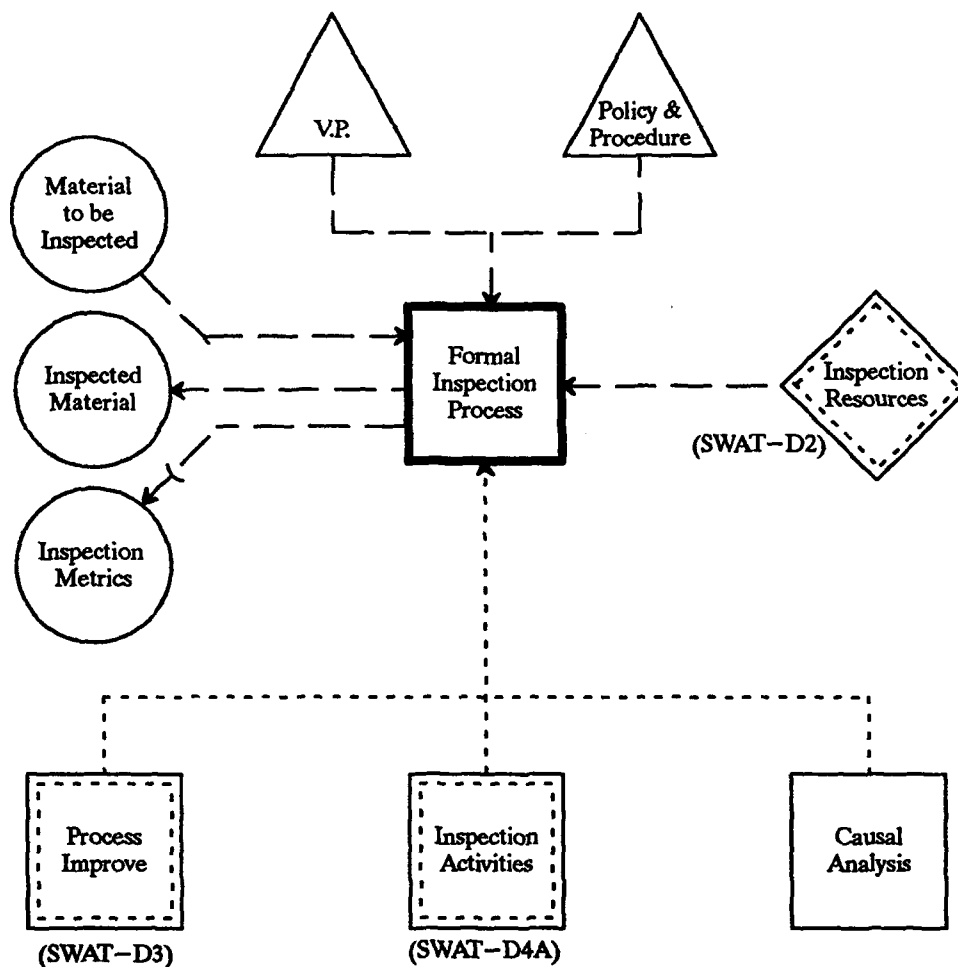 V.P.
Policy &
Procedure
Material
to be
Inspected
Formal
Inspection
Process
Inspected
Material
Inspection
Resources
(SWAT-D2)
Inspection
Metrics
Process
Improve
(SWAT-D3)
Inspection
Activities
(SWAT-D4A)
Causal
Analysis